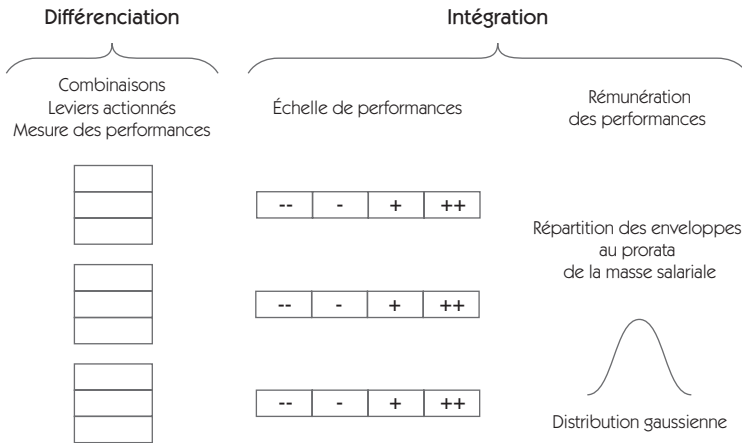 Différenciation
Intégration
Combinaisons
Leviers actionnés
Mesure des performances
Échelle de performances
Rémunération
des performances
-- - + ++
Répartition des enveloppes
au prorata
de la masse salariale
-- - + ++
-- - + ++
Distribution gaussienne